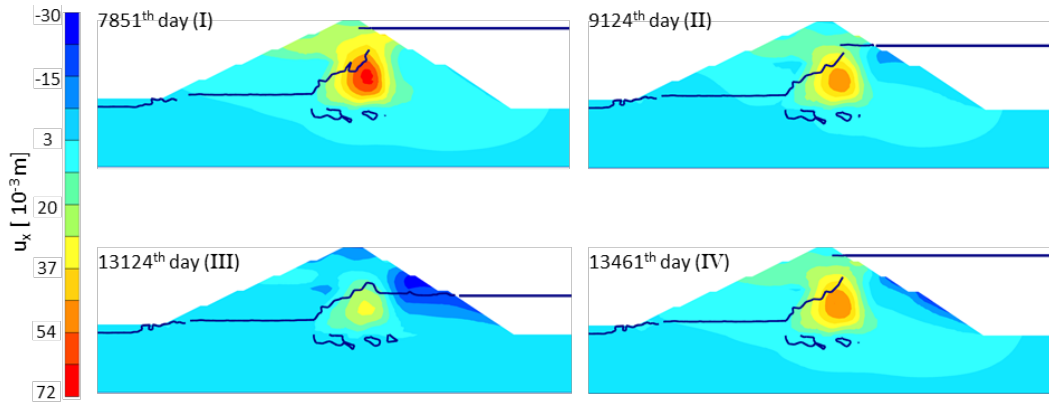 -30
-15
3
20
37
54
72
u_x [ 10^-3 m]
7851th day (I)
9124th day (II)
13124th day (III)
13461th day (IV)